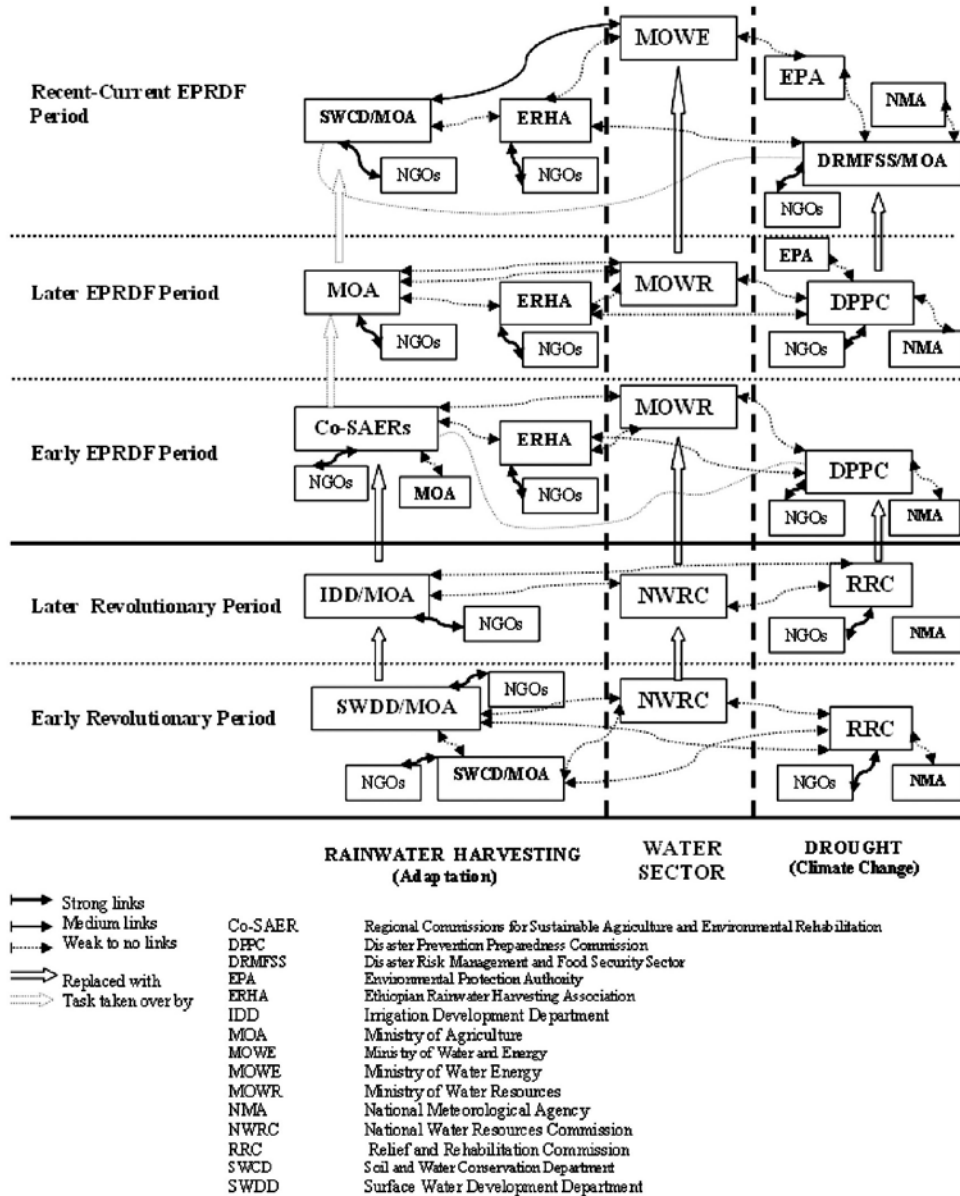 MOWE
EPA
Recent-Current EPRDF
Period
NMA
SWCD/MOA
ERHA
DRMFSS/MOA
NGOs
NGOs
NGOs
EPA
Later EPRDF Period
MOA
MOWR
ERHA
DPPC
NGOs
NGOs
NGOs
NMA
MOWR
Co-SAERs
ERHA
Early EPRDF Period
DPPC
NGOs
MOA
NGOs
NGOs
NMA
Later Revolutionary Period
IDD/MOA
NWRC
RRC
NGOs
NGOs
NMA
NGOs
Early Revolutionary Period
SWDD/MOA
NWRC
RRC
NGOs
SWCD/MOA
NGOs
NMA
RAINWATER HARVESTING
(Adaptation)
WATER
SECTOR
DROUGHT
(Climate Change)
Strong links
Medium links
Weak to no links
Replaced with
Task taken over by
Co-SAER Regional Commissions for Sustainable Agriculture and Environmental Rehabilitation
DPPC Disaster Prevention Preparedness Commission
DRMFSS Disaster Risk Management and Food Security Sector
EPA Environmental Protection Authority
ERHA Ethiopian Rainwater Harvesting Association
IDD Irrigation Development Department
MOA Ministry of Agriculture
MOWE Ministry of Water and Energy
MOWE Ministry of Water Energy
MOWR Ministry of Water Resources
NMA National Meteorological Agency
NWRC National Water Resources Commission
RRC Relief and Rehabilitation Commission
SWCD Soil and Water Conservation Department
SWDD Surface Water Development Department